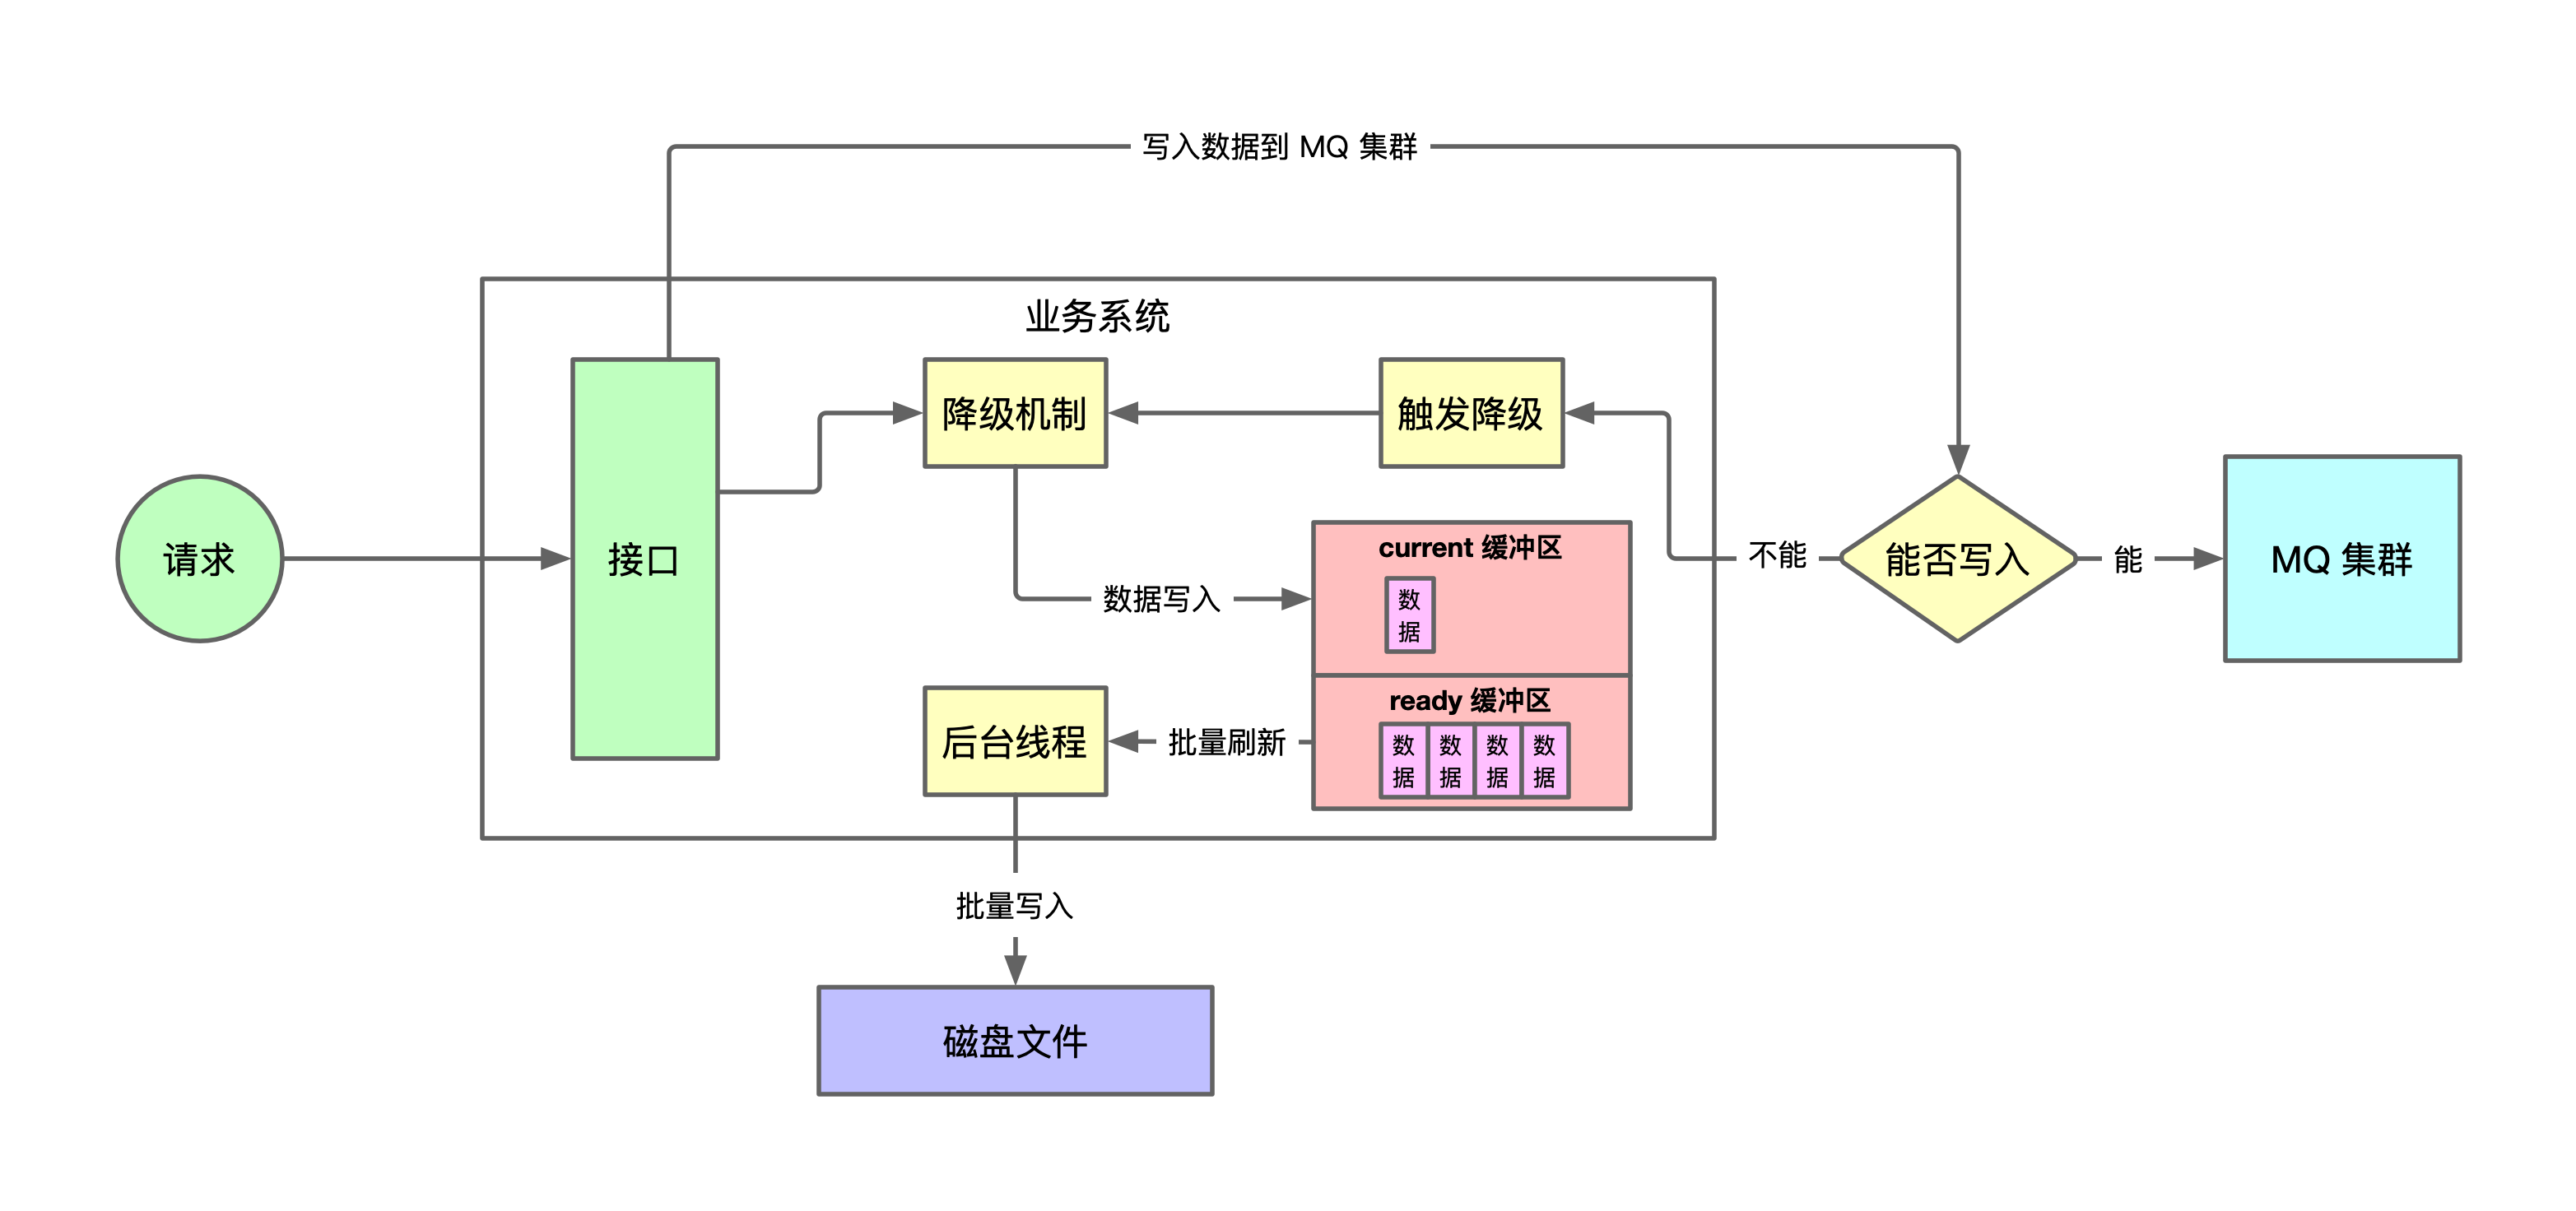 写入数据到 MQ 集群
业务系统
降级机制
触发降级
请求
接口
current 缓冲区
数
据
不能
能否写入
能
MQ 集群
数据写入
ready 缓冲区
数 数 数 数
据 据 据 据
后台线程
批量刷新
批量写入
磁盘文件